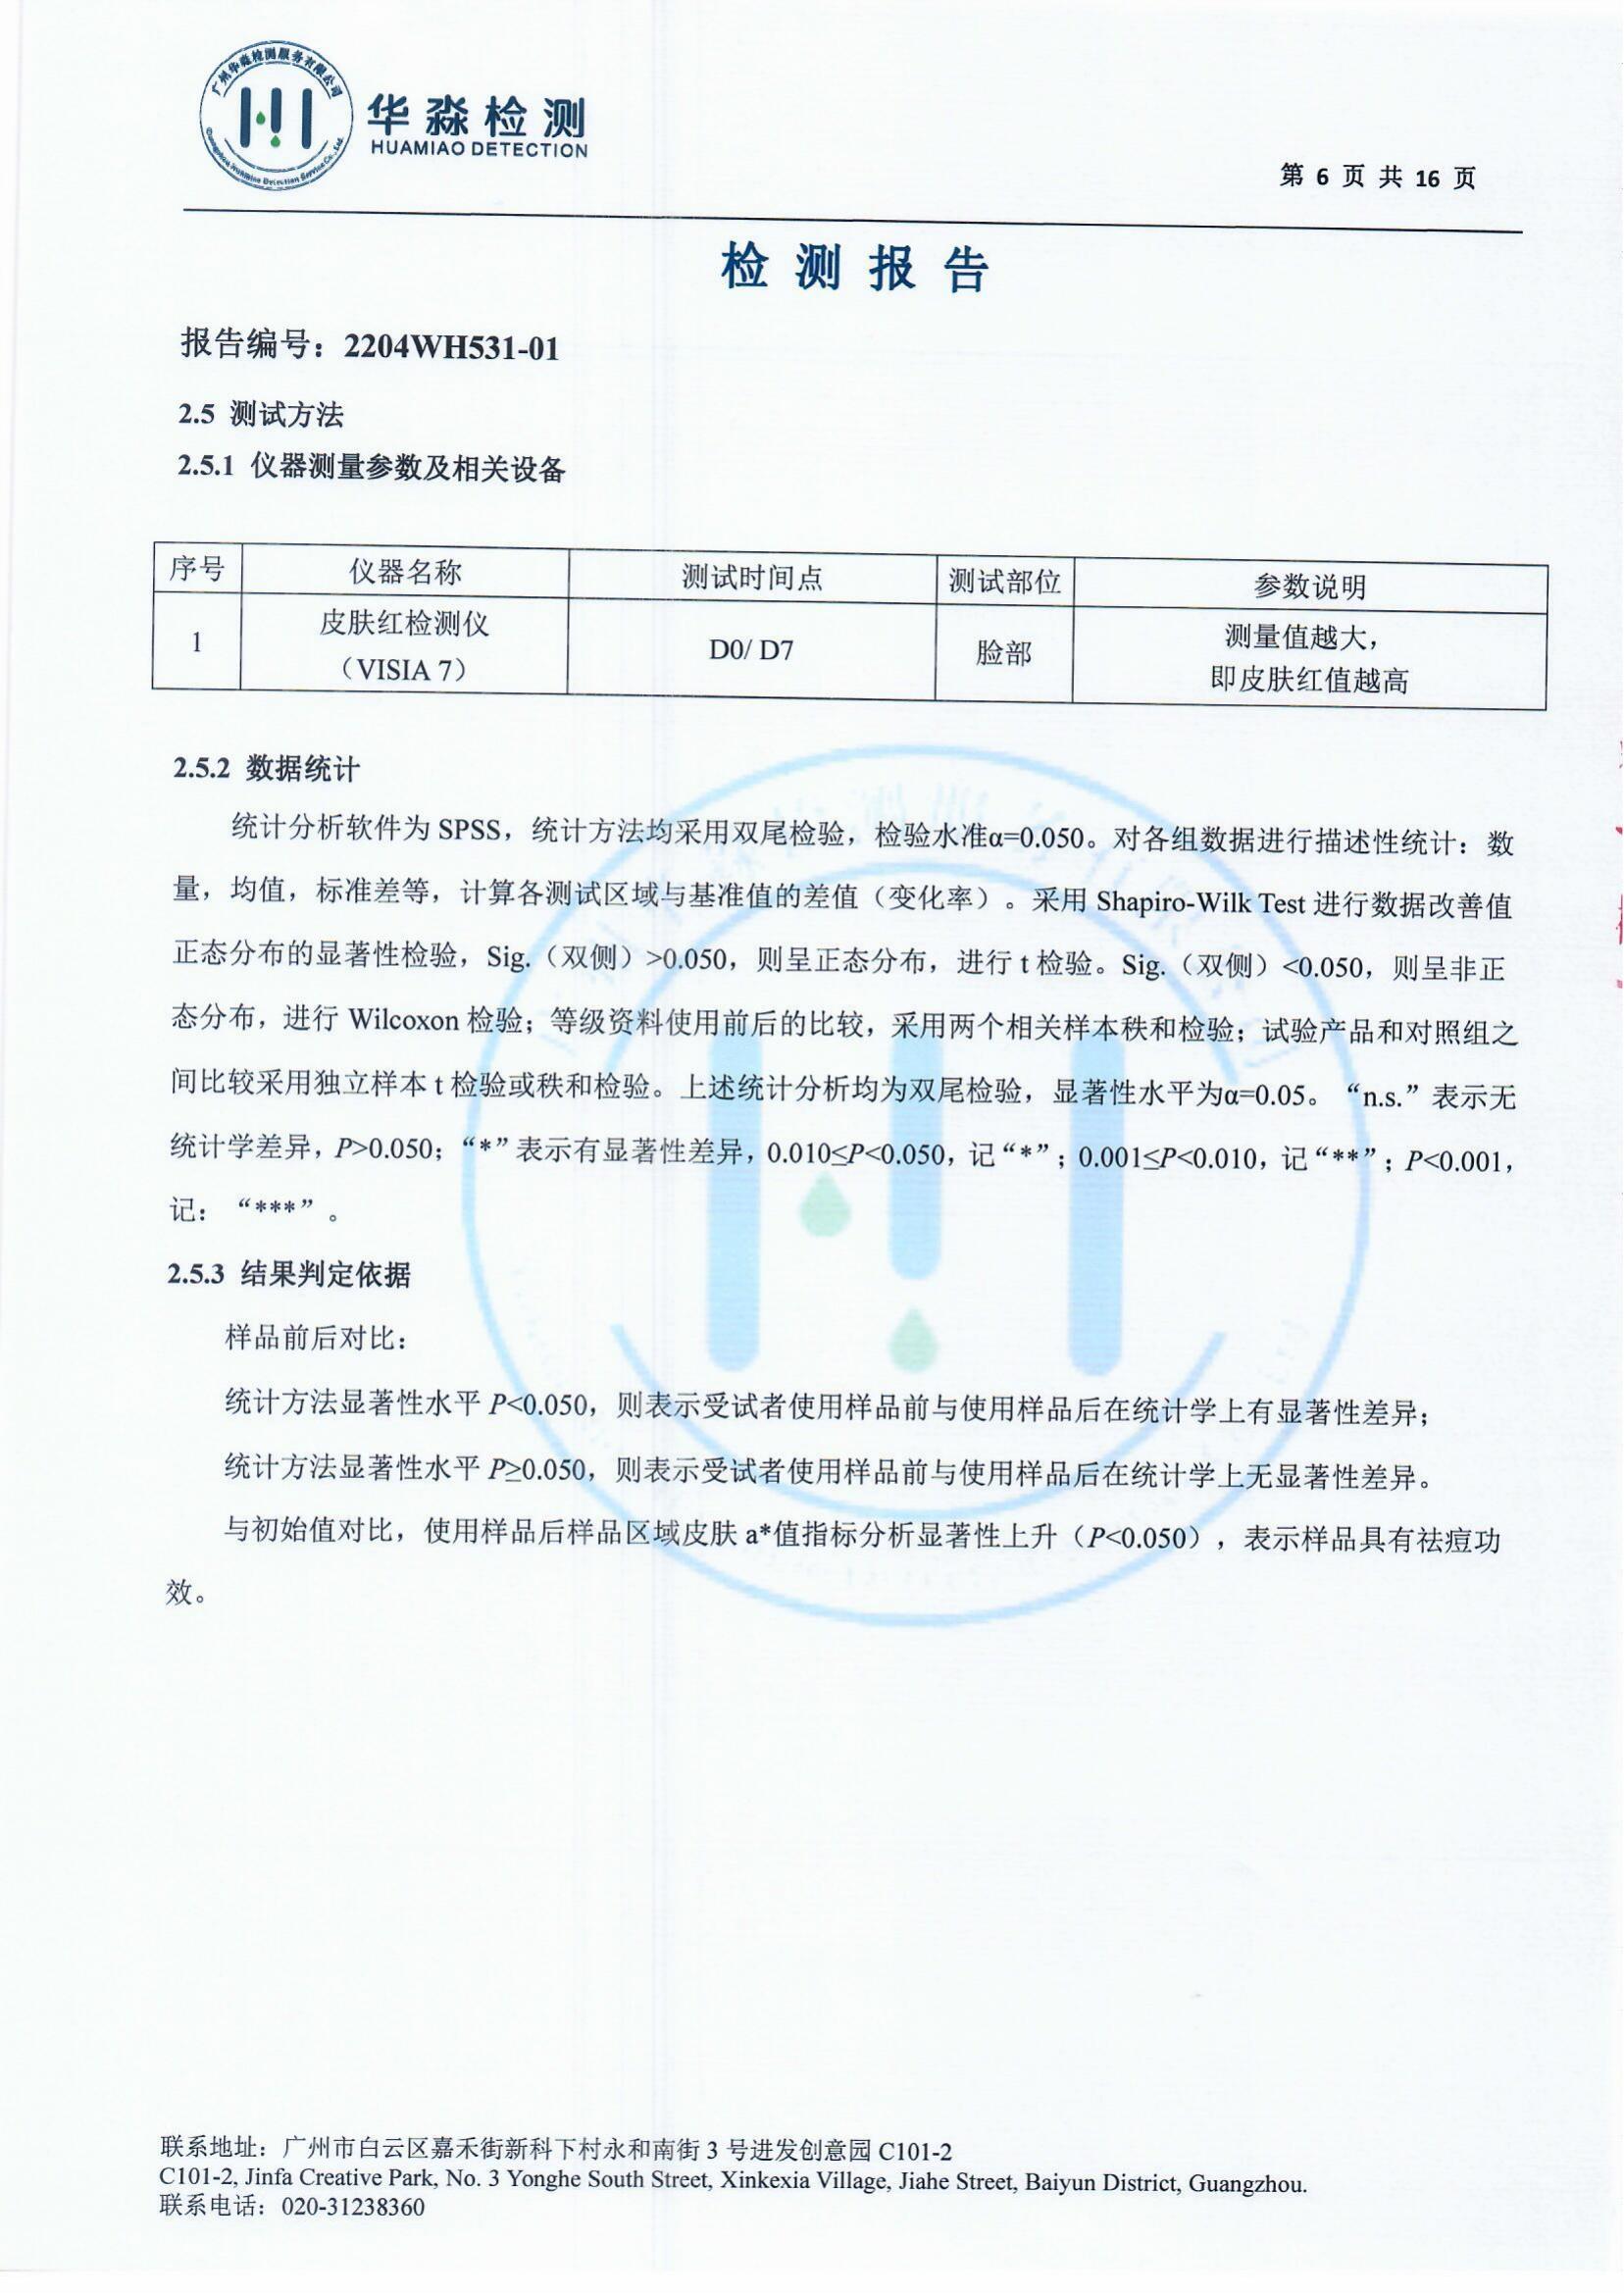 广州华淼检测服务有限公司
华淼检测
HUAMIAO DETECTION
第 6 页 共 16 页
检测报告
报告编号：2204WH531-01
2.5 测试方法
2.5.1 仪器测量参数及相关设备
序号 仪器名称 测试时间点 测试部位 参数说明
1 皮肤红检测仪 D0/ D7 脸部 测量值越大，
（VISIA 7） 即皮肤红值越高
2.5.2 数据统计
统计分析软件为 SPSS，统计方法均采用双尾检验，检验水准α=0.050。对各组数据进行描述性统计：数
量，均值，标准差等，计算各测试区域与基准值的差值（变化率）。采用 Shapiro-Wilk Test 进行数据改善值
正态分布的显著性检验，Sig.（双侧）>0.050，则呈正态分布，进行 t 检验。Sig.（双侧）<0.050，则呈非正
态分布，进行 Wilcoxon 检验；等级资料使用前后的比较，采用两个相关样本秩和检验；试验产品和对照组之
间比较采用独立样本 t 检验或秩和检验。上述统计分析均为双尾检验，显著性水平为α=0.05。“n.s.”表示无
统计学差异，P>0.050；“*”表示有显著性差异，0.010≤P<0.050，记“*”；0.001≤P<0.010，记“**”；P<0.001，
记：“***”。
2.5.3 结果判定依据
样品前后对比：
统计方法显著性水平 P<0.050，则表示受试者使用样品前与使用样品后在统计学上有显著性差异；
统计方法显著性水平 P≥0.050，则表示受试者使用样品前与使用样品后在统计学上无显著性差异。
与初始值对比，使用样品后样品区域皮肤 a*值指标分析显著性上升（P<0.050），表示样品具有祛痘功
效。
联系地址：广州市白云区嘉禾街新科下村永和南街 3 号进发创意园 C101-2
C101-2, Jinfa Creative Park, No. 3 Yonghe South Street, Xinkexia Village, Jiahe Street, Baiyun District, Guangzhou.
联系电话：020-31238360